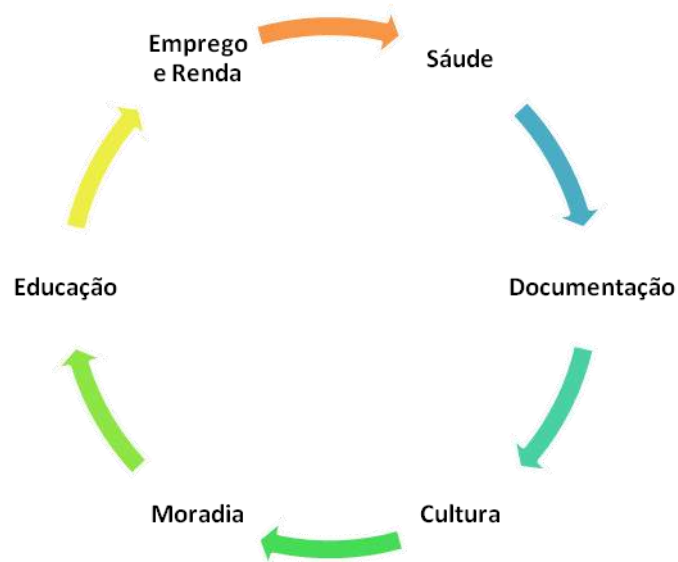 Emprego
e Renda
Sáude
Documentação
Cultura
Moradia
Educação